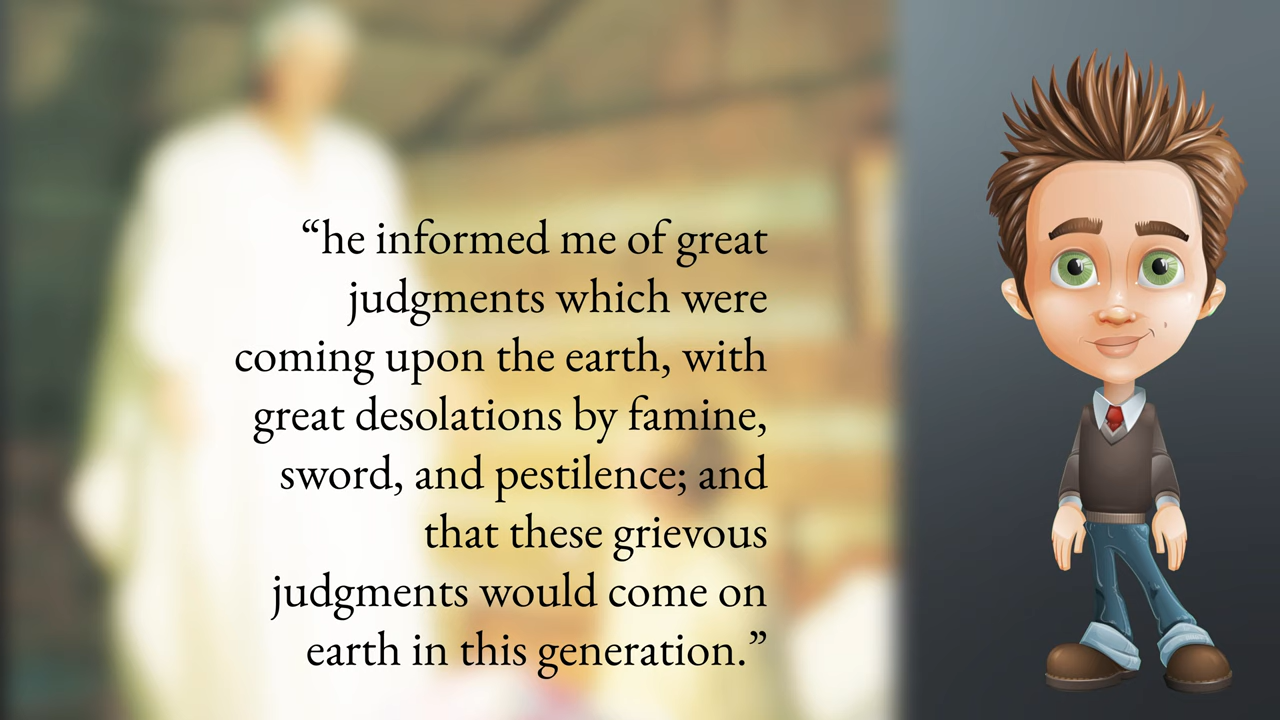 “he informed me of great
judgments which were
coming upon the earth, with
great desolations by famine,
sword, and pestilence; and
that these grievous
judgments would come on
earth in this generation.”